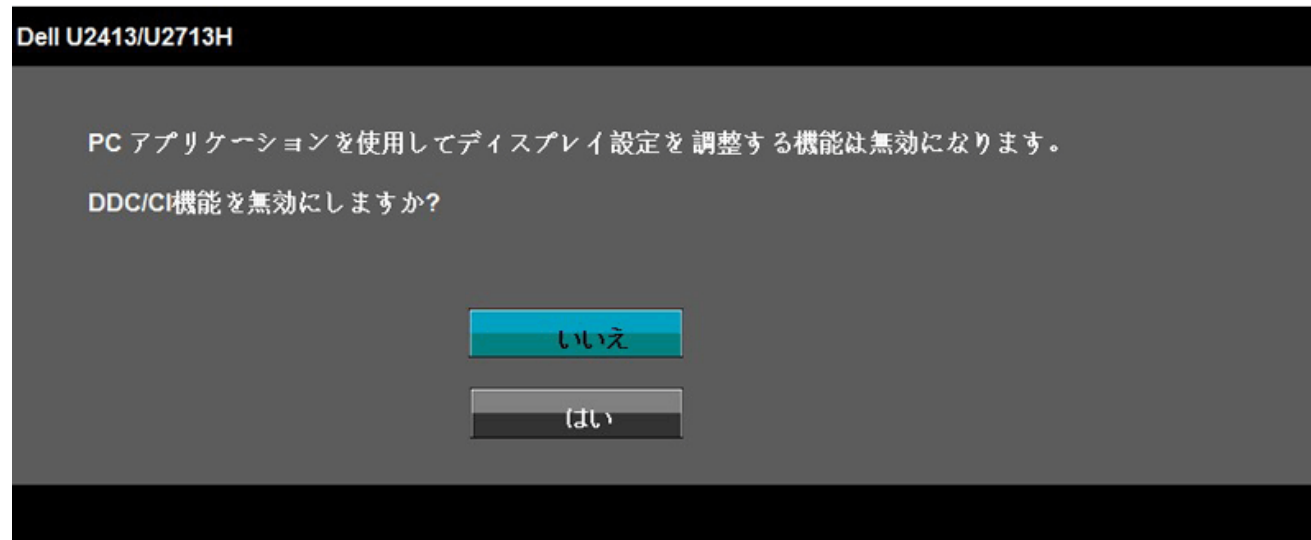 Dell U2413/U2713H
PC アプリケーションを使用してディスプレイ設定を調整する機能は無効になります。
DDC/CI機能を無効にしますか?
いいえ
はい